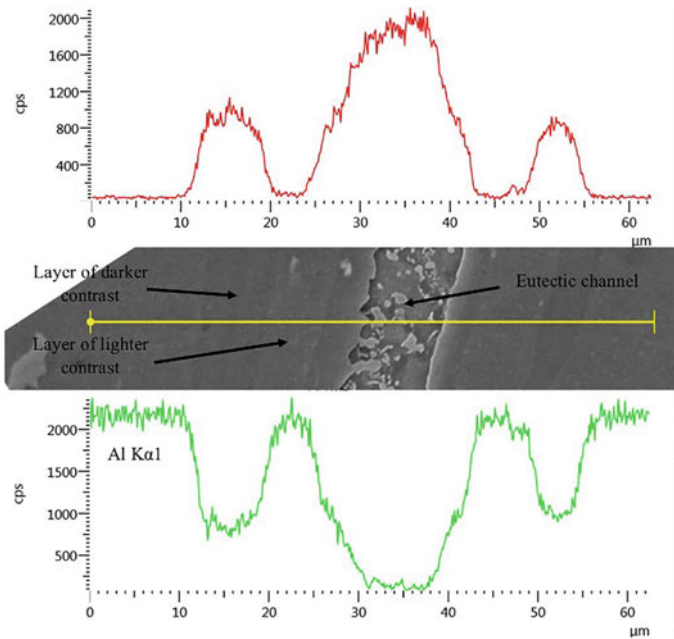 2000
1600
1200
800
400
cps
0 10 20 30 40 50 60
µm
Layer of darker
contrast
Eutectic channel
Layer of lighter
contrast
2000
1500
1000
500
cps
Al Kα1
0 10 20 30 40 50 60
µm